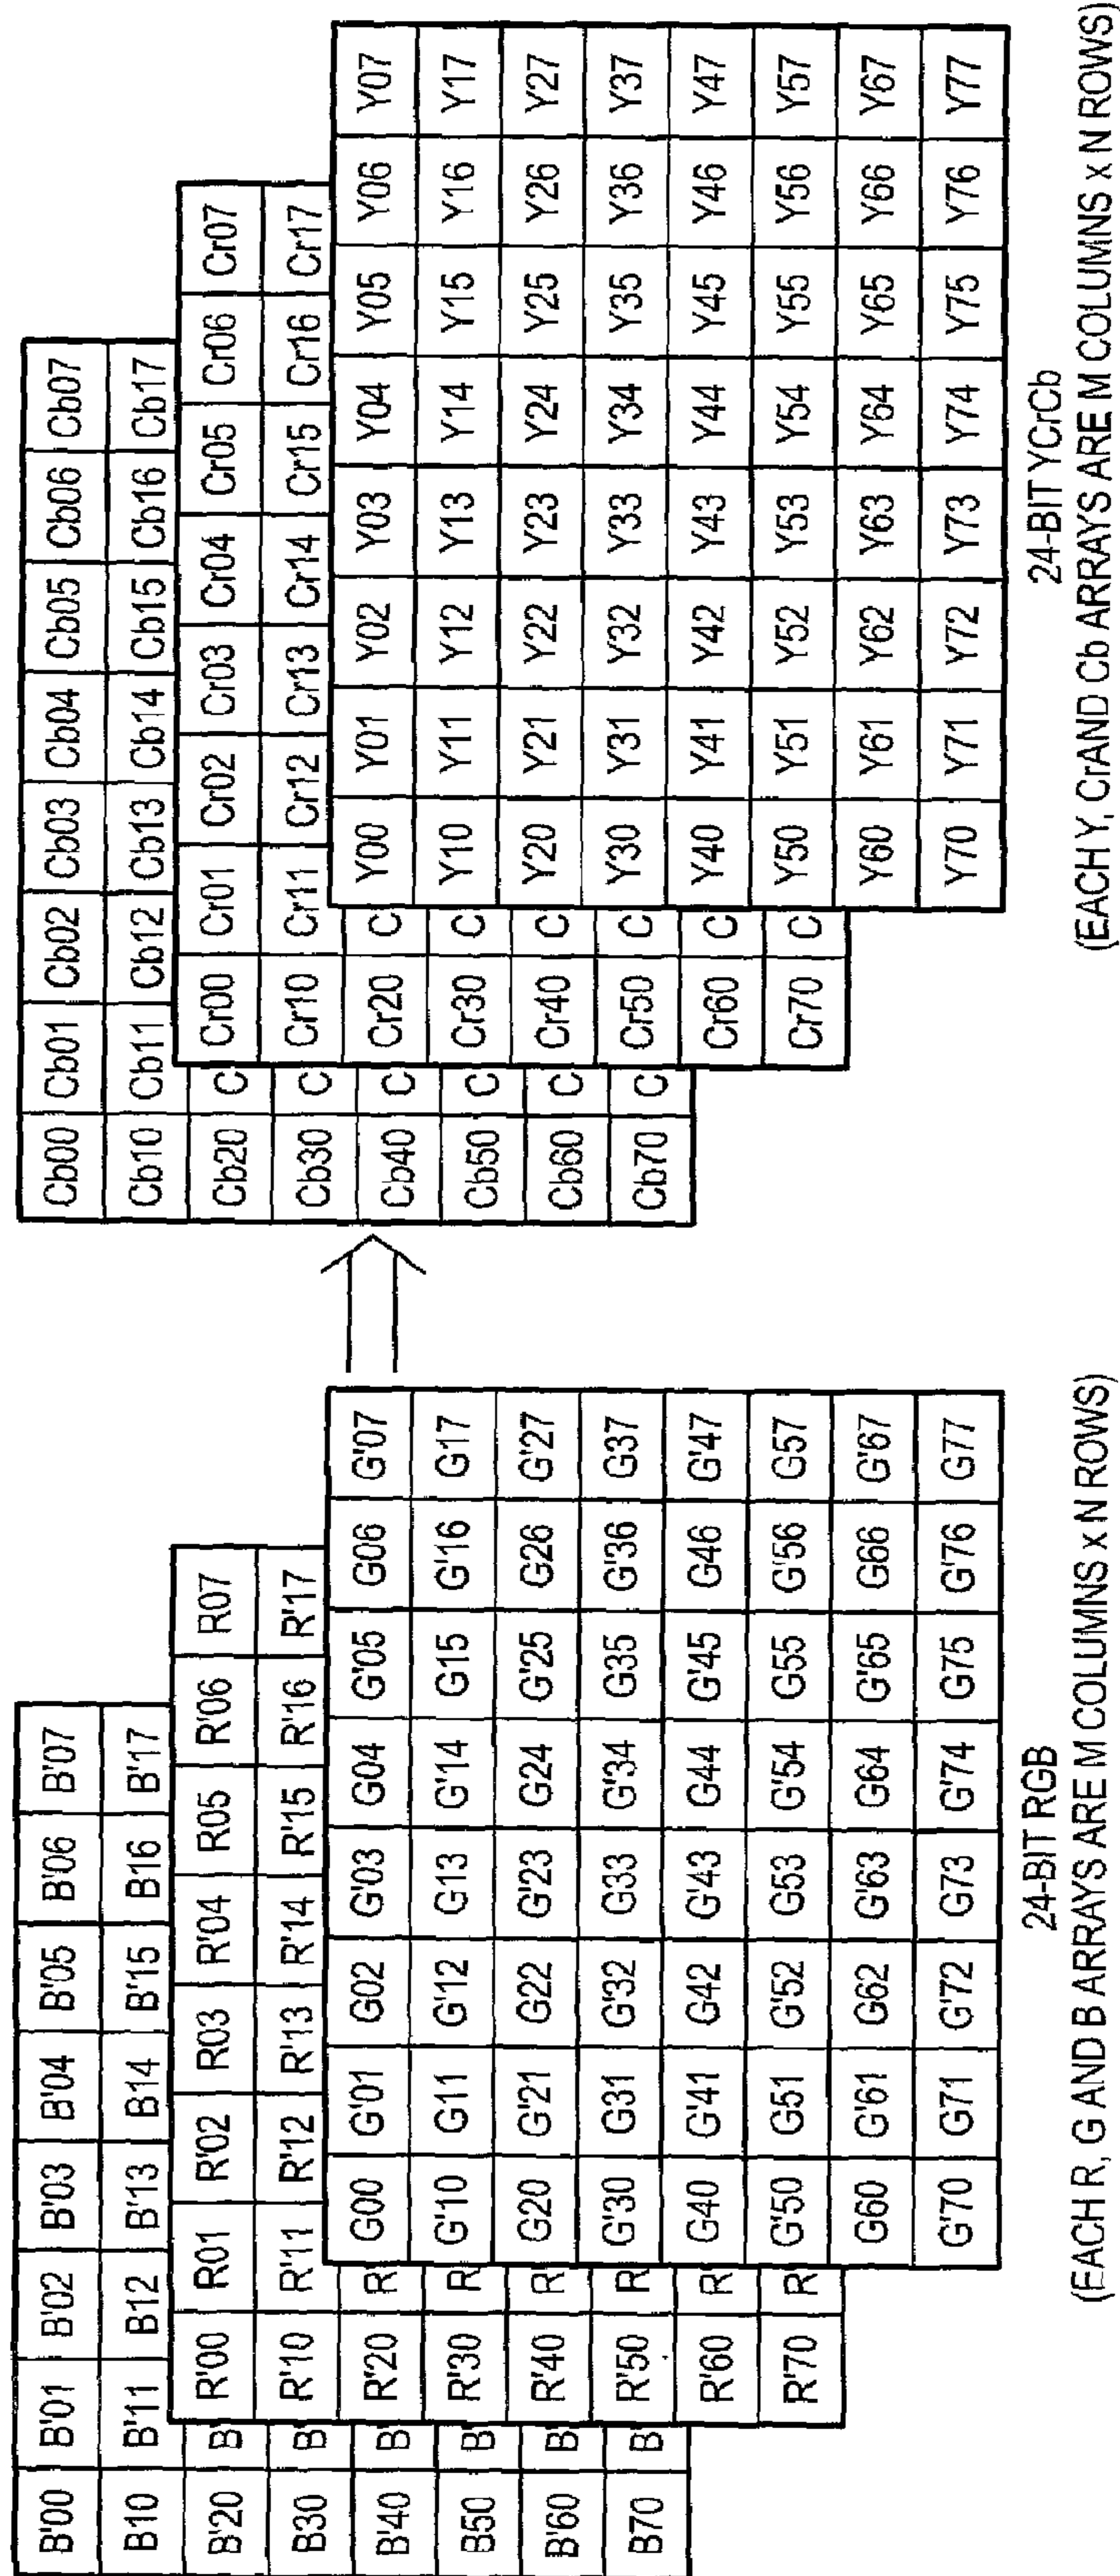 B'00 B'01 B'02 B'03 B'04 B'05 B'06 B'07
B10 B'11 B12 B'13 B14 B'15 B16 B'17
B'20 B'
B30 B'
B'40 B'
B50 B'
B'60 B'
B70 B'
R'00 R01 R'02 R03 R'04 R05 R'06 R07
R'10 R'11 R'12 R'13 R'14 R'15 R'16 R'17
R'20 R'
R'30 R
R'40 R'
R'50 R
R'60 R'
R'70 R
G00 G'01 G02 G'03 G04 G'05 G06 G'07
G'10 G11 G'12 G13 G'14 G15 G'16 G17
G20 G'21 G22 G'23 G24 G'25 G26 G'27
G'30 G31 G'32 G33 G'34 G35 G'36 G37
G40 G'41 G42 G'43 G44 G'45 G46 G'47
G'50 G51 G'52 G53 G'54 G55 G'56 G57
G60 G'61 G62 G'63 G64 G'65 G66 G'67
G'70 G71 G'72 G73 G'74 G75 G'76 G77
24-BIT RGB
(EACH R, G AND B ARRAYS ARE M COLUMNS x N ROWS)
Cb00 Cb01 Cb02 Cb03 Cb04 Cb05 Cb06 Cb07
Cb10 Cb11 Cb12 Cb13 Cb14 Cb15 Cb16 Cb17
Cb20 C
Cb30 C
Cb40 C
Cb50 C
Cb60 C
Cb70 C
Cr00 Cr01 Cr02 Cr03 Cr04 Cr05 Cr06 Cr07
Cr10 Cr11 Cr12 Cr13 Cr14 Cr15 Cr16 Cr17
Cr20 C
Cr30 C
Cr40 C
Cr50 C
Cr60 C
Cr70 C
Y00 Y01 Y02 Y03 Y04 Y05 Y06 Y07
Y10 Y11 Y12 Y13 Y14 Y15 Y16 Y17
Y20 Y21 Y22 Y23 Y24 Y25 Y26 Y27
Y30 Y31 Y32 Y33 Y34 Y35 Y36 Y37
Y40 Y41 Y42 Y43 Y44 Y45 Y46 Y47
Y50 Y51 Y52 Y53 Y54 Y55 Y56 Y57
Y60 Y61 Y62 Y63 Y64 Y65 Y66 Y67
Y70 Y71 Y72 Y73 Y74 Y75 Y76 Y77
24-BIT YCrCb
(EACH Y, CrAND Cb ARRAYS ARE M COLUMNS x N ROWS)